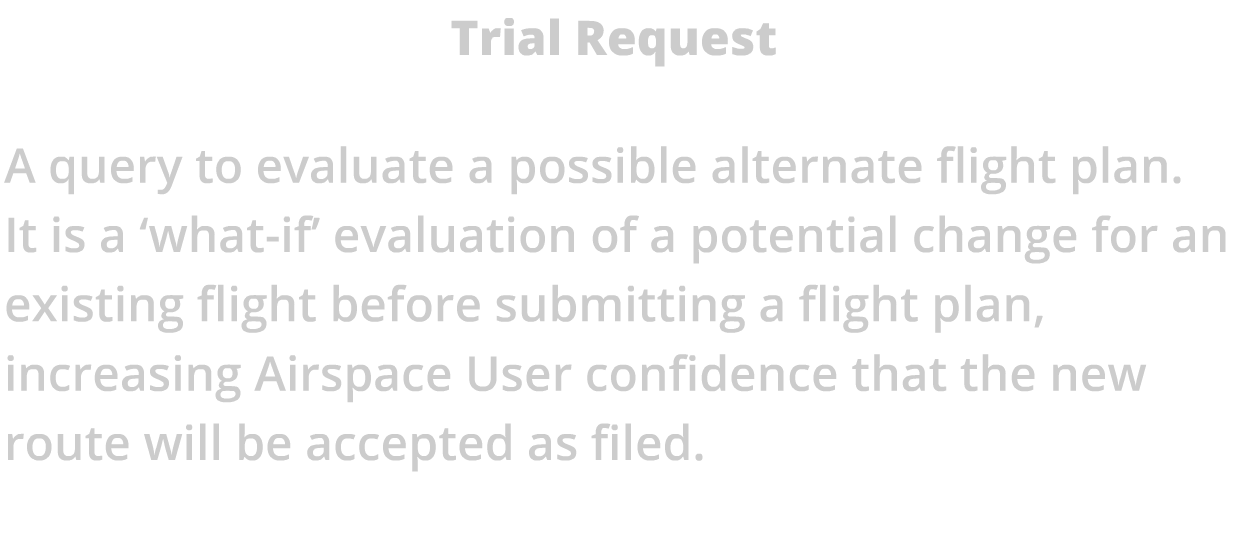 Trial Request
A query to evaluate a possible alternate flight plan.
It is a ‘what-if’ evaluation of a potential change for an
existing flight before submitting a flight plan,
increasing Airspace User confidence that the new
route will be accepted as filed.